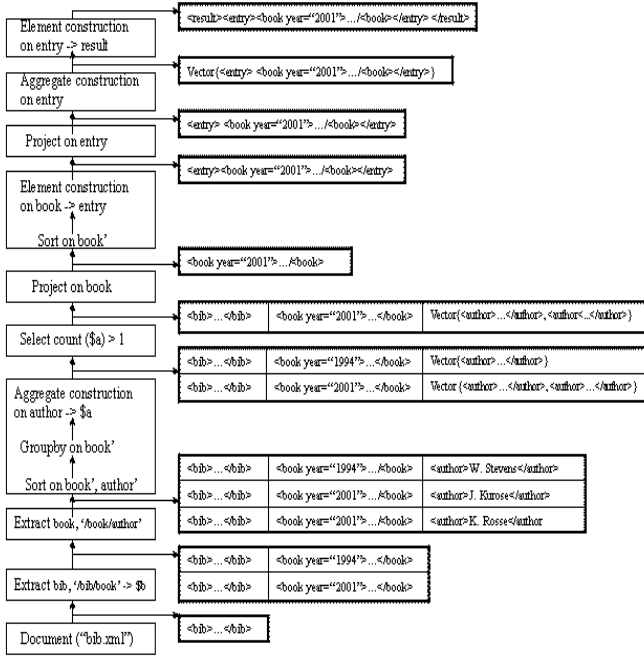 Element construction
on entry -> result
<result><entry><book year="2001">…/<book></entry> </result>
Vector{<entry> <book year="2001">…/<book></entry>}
Aggregate construction
on entry
<entry> <book year="2001">…/<book></entry>
Project on entry
<entry><book year="2001">…/<book></entry>
Element construction
on book -> entry
Sort on book'
<book year="2001">…/<book>
Project on book
<bib>…</bib> <book year="2001">…</book> Vector{<author>…</author>, <author<..</author>}
Select count ($a) > 1
<bib>…</bib> <book year="1994">…</book> Vector{<author>…</author>}
<bib>…</bib> <book year="2001">…</book> Vector {<author>…</author>, <author>…</author>}
Aggregate construction
on author -> $a
Groupby on book'
Sort on book', author'
<bib>…</bib> <book year="1994">…/<book> <author>W. Stevens</author>
<bib>…</bib> <book year="2001">…</book> <author>J. Kurose</author>
<bib>…</bib> <book year="2001">…</book> <author>K. Rosse</author
Extract book, '/book/author'
<bib>…</bib> <book year="1994">…</book>
<bib>…</bib> <book year="2001">…</book>
Extract bib, '/bib/book' -> $b
<bib>…</bib>
Document ("bib.xml")